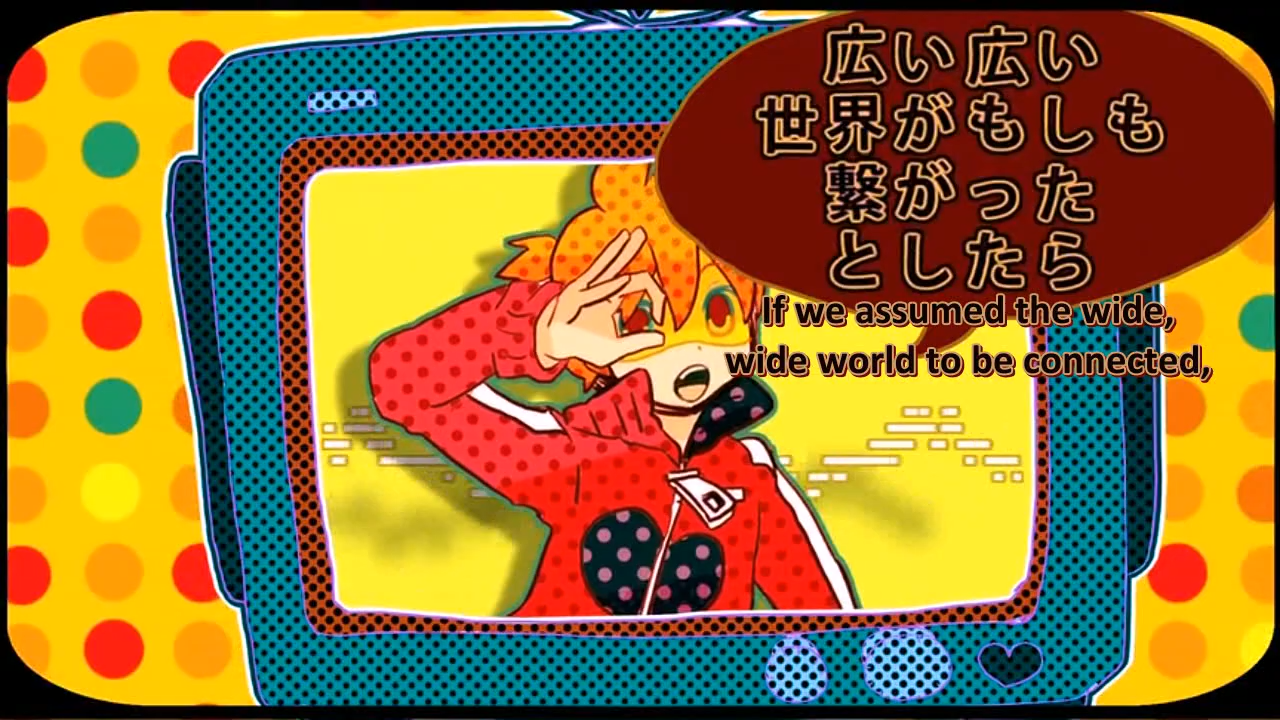 広い広い
世界がもしも
繋がった
としたら
If we assumed the wide,
wide world to be connected,